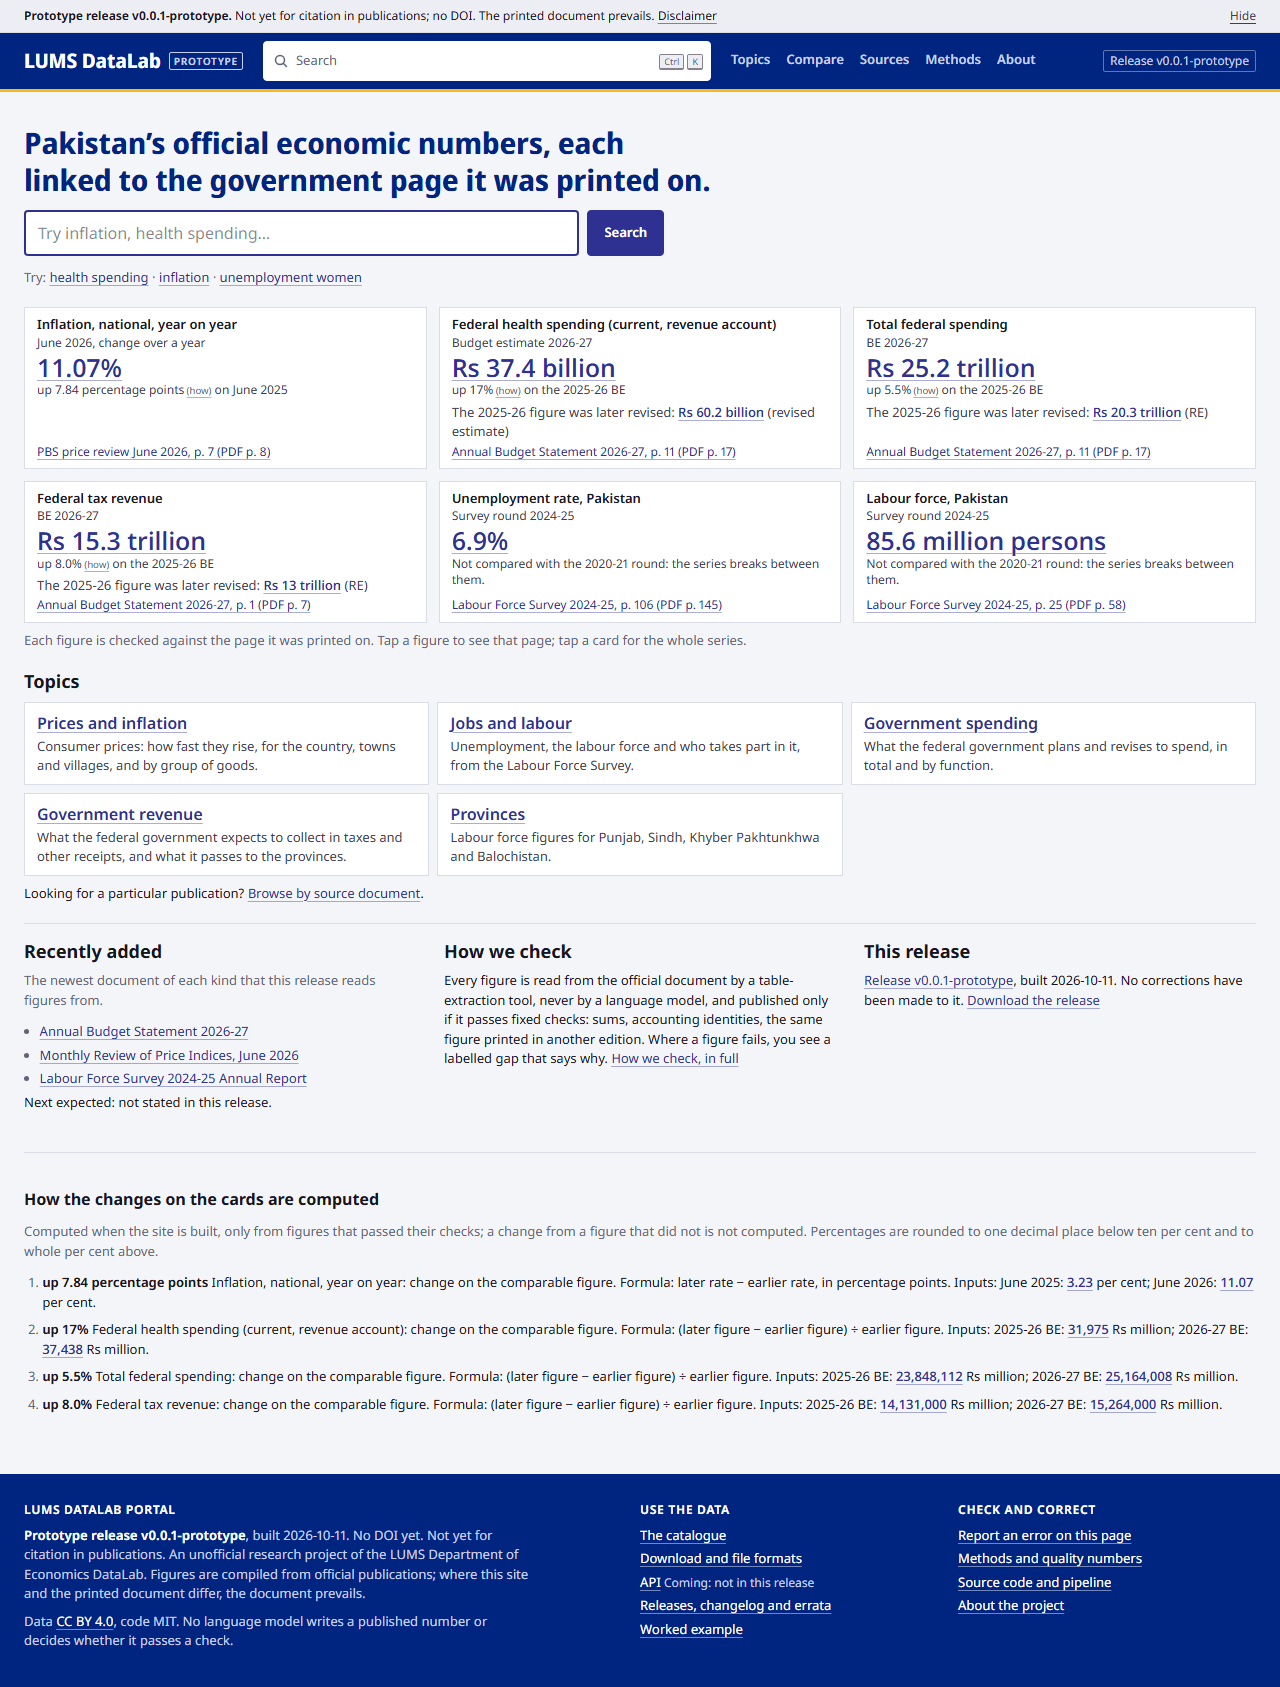 Prototype release v0.0.1-prototype. Not yet for citation in publications; no DOI. The printed document prevails. Disclaimer
Hide
LUMS DataLab
PROTOTYPE
Search
Ctrl K
Topics
Compare
Sources
Methods
About
Release v0.0.1-prototype
Pakistan’s official economic numbers, each
linked to the government page it was printed on.
Try inflation, health spending...
Search
Try: health spending · inflation · unemployment women
Inflation, national, year on year
June 2026, change over a year
11.07%
up 7.84 percentage points (how) on June 2025
PBS price review June 2026, p. 7 (PDF p. 8)
Federal health spending (current, revenue account)
Budget estimate 2026-27
Rs 37.4 billion
up 17% (how) on the 2025-26 BE
The 2025-26 figure was later revised: Rs 60.2 billion (revised
estimate)
Annual Budget Statement 2026-27, p. 11 (PDF p. 17)
Total federal spending
BE 2026-27
Rs 25.2 trillion
up 5.5% (how) on the 2025-26 BE
The 2025-26 figure was later revised: Rs 20.3 trillion (RE)
Annual Budget Statement 2026-27, p. 11 (PDF p. 17)
Federal tax revenue
BE 2026-27
Rs 15.3 trillion
up 8.0% (how) on the 2025-26 BE
The 2025-26 figure was later revised: Rs 13 trillion (RE)
Annual Budget Statement 2026-27, p. 1 (PDF p. 7)
Unemployment rate, Pakistan
Survey round 2024-25
6.9%
Not compared with the 2020-21 round: the series breaks between
them.
Labour Force Survey 2024-25, p. 106 (PDF p. 145)
Labour force, Pakistan
Survey round 2024-25
85.6 million persons
Not compared with the 2020-21 round: the series breaks between
them.
Labour Force Survey 2024-25, p. 25 (PDF p. 58)
Each figure is checked against the page it was printed on. Tap a figure to see that page; tap a card for the whole series.
Topics
Prices and inflation
Consumer prices: how fast they rise, for the country, towns
and villages, and by group of goods.
Jobs and labour
Unemployment, the labour force and who takes part in it,
from the Labour Force Survey.
Government spending
What the federal government plans and revises to spend, in
total and by function.
Government revenue
What the federal government expects to collect in taxes and
other receipts, and what it passes to the provinces.
Provinces
Labour force figures for Punjab, Sindh, Khyber Pakhtunkhwa
and Balochistan.
Looking for a particular publication? Browse by source document.
Recently added
The newest document of each kind that this release reads
figures from.
• Annual Budget Statement 2026-27
• Monthly Review of Price Indices, June 2026
• Labour Force Survey 2024-25 Annual Report
Next expected: not stated in this release.
How we check
Every figure is read from the official document by a table-
extraction tool, never by a language model, and published only
if it passes fixed checks: sums, accounting identities, the same
figure printed in another edition. Where a figure fails, you see a
labelled gap that says why. How we check, in full
This release
Release v0.0.1-prototype, built 2026-10-11. No corrections have
been made to it. Download the release
How the changes on the cards are computed
Computed when the site is built, only from figures that passed their checks; a change from a figure that did not is not computed. Percentages are rounded to one decimal place below ten per cent and to
whole per cent above.
1. up 7.84 percentage points Inflation, national, year on year: change on the comparable figure. Formula: later rate − earlier rate, in percentage points. Inputs: June 2025: 3.23 per cent; June 2026: 11.07
per cent.
2. up 17% Federal health spending (current, revenue account): change on the comparable figure. Formula: (later figure − earlier figure) ÷ earlier figure. Inputs: 2025-26 BE: 31,975 Rs million; 2026-27 BE:
37,438 Rs million.
3. up 5.5% Total federal spending: change on the comparable figure. Formula: (later figure − earlier figure) ÷ earlier figure. Inputs: 2025-26 BE: 23,848,112 Rs million; 2026-27 BE: 25,164,008 Rs million.
4. up 8.0% Federal tax revenue: change on the comparable figure. Formula: (later figure − earlier figure) ÷ earlier figure. Inputs: 2025-26 BE: 14,131,000 Rs million; 2026-27 BE: 15,264,000 Rs million.
LUMS DATALAB PORTAL
Prototype release v0.0.1-prototype, built 2026-10-11. No DOI yet. Not yet for
citation in publications. An unofficial research project of the LUMS Department of
Economics DataLab. Figures are compiled from official publications; where this site
and the printed document differ, the document prevails.
Data CC BY 4.0, code MIT. No language model writes a published number or
decides whether it passes a check.
USE THE DATA
The catalogue
Download and file formats
API Coming: not in this release
Releases, changelog and errata
Worked example
CHECK AND CORRECT
Report an error on this page
Methods and quality numbers
Source code and pipeline
About the project